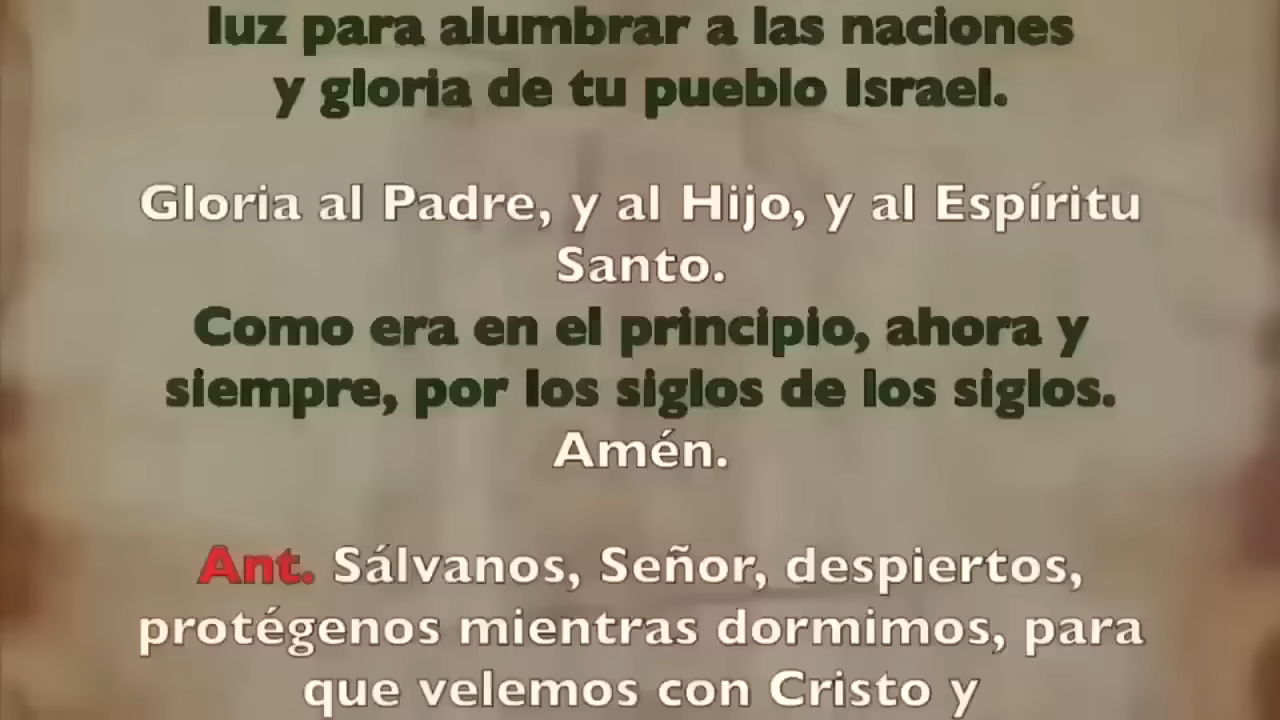 luz para alumbrar a las naciones
y gloria de tu pueblo Israel.
Gloria al Padre, y al Hijo, y al Espíritu
Santo.
Como era en el principio, ahora y
siempre, por los siglos de los siglos.
Amén.
Ant. Sálvanos, Señor, despiertos,
protégenos mientras dormimos, para
que velemos con Cristo y